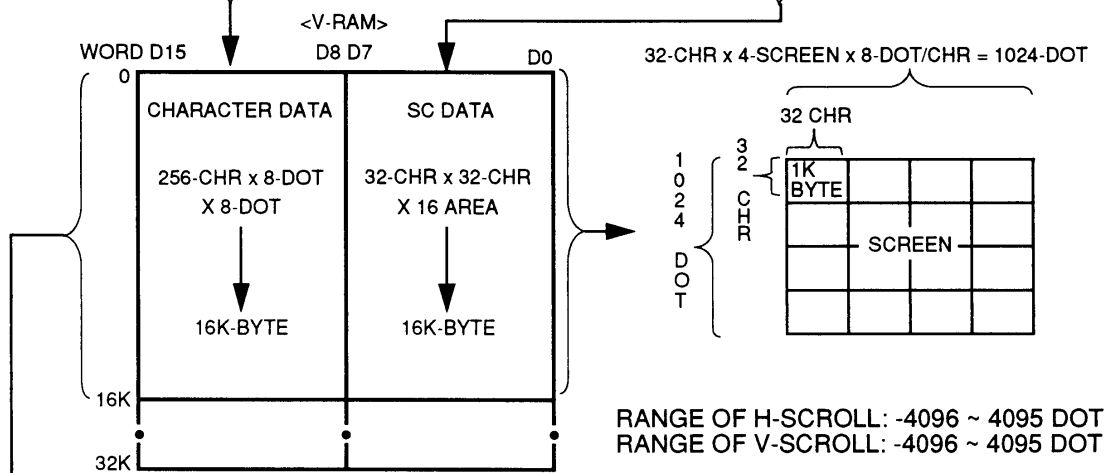 <V-RAM>
WORD D15
D8 D7
D0
0
CHARACTER DATA
SC DATA
256-CHR x 8-DOT
X 8-DOT
32-CHR x 32-CHR
X 16 AREA
16K-BYTE
16K-BYTE
16K
32K
32-CHR x 4-SCREEN x 8-DOT/CHR = 1024-DOT
32 CHR
32 CHR
1024 DOT
1K
BYTE
SCREEN
RANGE OF H-SCROLL: -4096 ~ 4095 DOT
RANGE OF V-SCROLL: -4096 ~ 4095 DOT